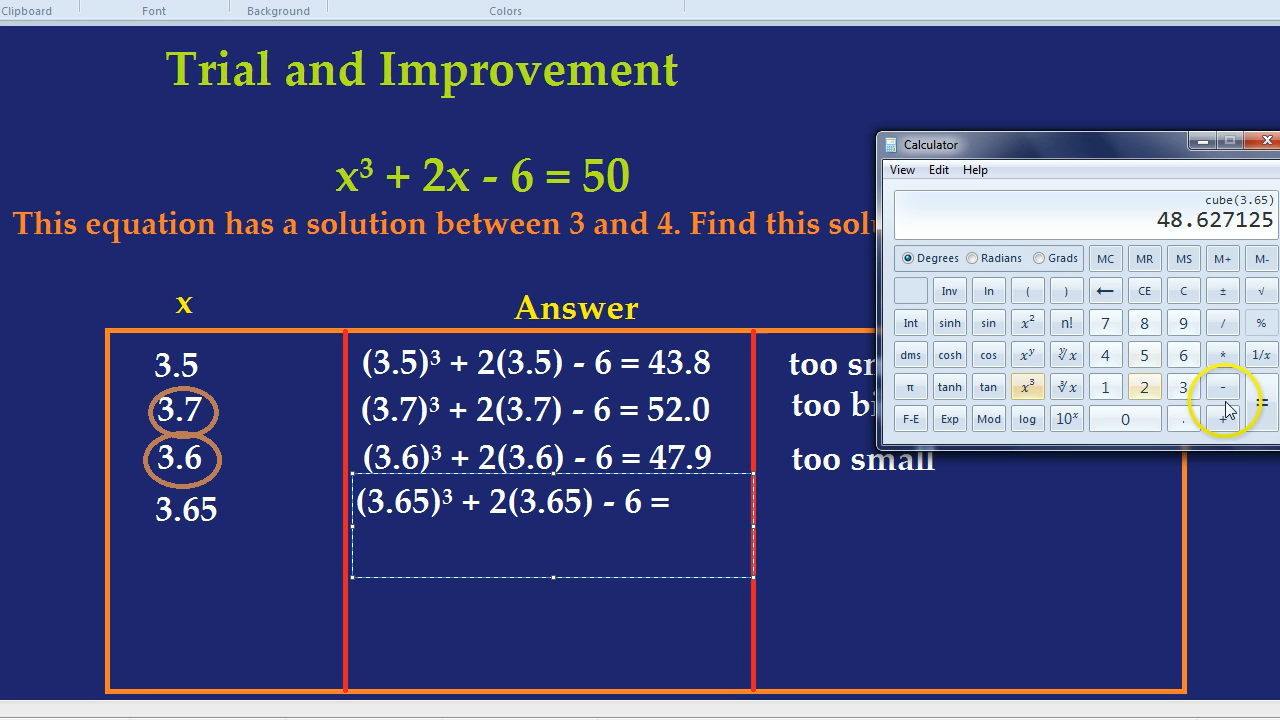 Clipboard Font Background Colors
Trial and Improvement
x³ + 2x - 6 = 50
This equation has a solution between 3 and 4. Find this
x Answer
3.5 (3.5)³ + 2(3.5) - 6 = 43.8 too
3.7 (3.7)³ + 2(3.7) - 6 = 52.0 too
3.6 (3.6)³ + 2(3.6) - 6 = 47.9 too small
3.65 (3.65)³ + 2(3.65) - 6 =
Calculator
View Edit Help
cube(3.65)
48.627125
Degrees Radians Grads MC MR MS M+ M-
Inv ln ( ) ← CE C ± √
Int sinh sin x² n! 7 8 9 / %
dms cosh cos xʸ ʸ√x 4 5 6 * 1/x
π tanh tan x³ ³√x 1 2 3 - =
F-E Exp Mod log 10ˣ 0 . +